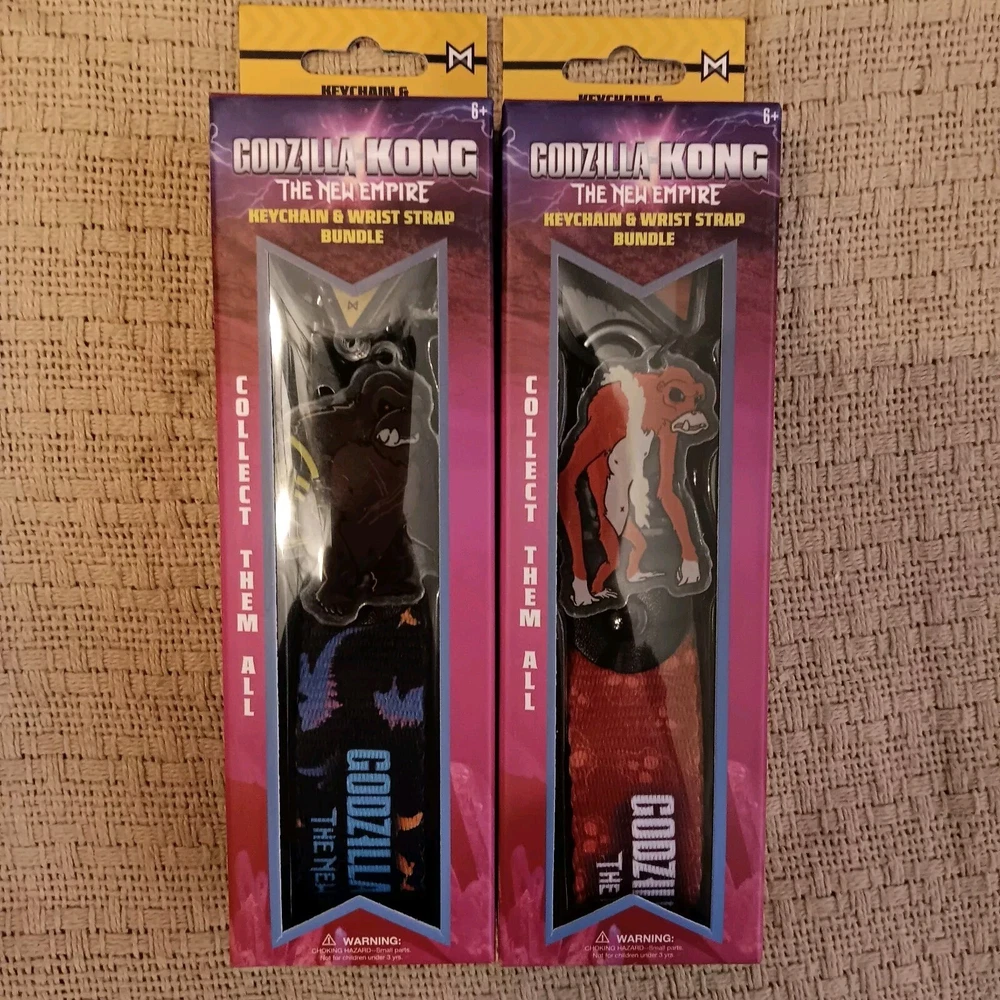 KEYCHAIN &
6+
GODZILLA KONG
THE NEW EMPIRE
KEYCHAIN & WRIST STRAP
BUNDLE
COLLECT THEM ALL
GODZILLA
THE NEW
WARNING:
CHOKING HAZARD-Small parts.
Not for children under 3 yrs.
KEYCHAIN &
6+
GODZILLA KONG
THE NEW EMPIRE
KEYCHAIN & WRIST STRAP
BUNDLE
COLLECT THEM ALL
GODZIL
THE
WARNING:
CHOKING HAZARD-Small parts.
Not for children under 3 yrs.